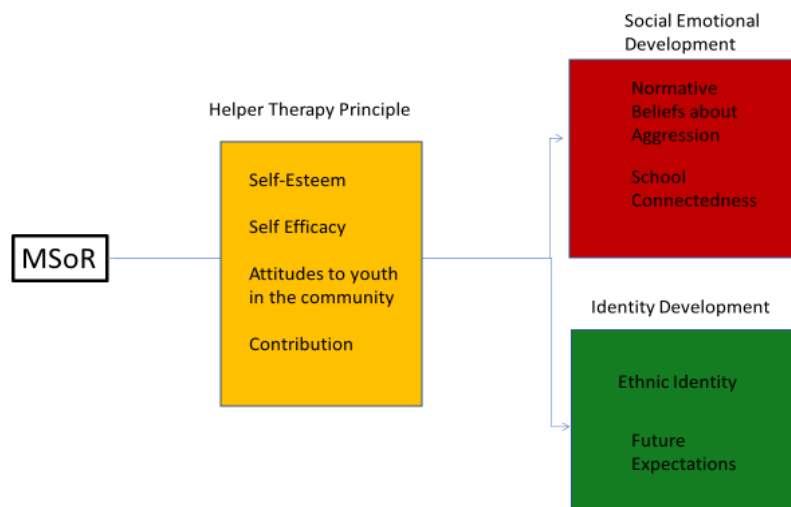 MSoR
Helper Therapy Principle
Self-Esteem
Self Efficacy
Attitudes to youth
in the community
Contribution
Social Emotional
Development
Normative
Beliefs about
Aggression
School
Connectedness
Identity Development
Ethnic Identity
Future
Expectations